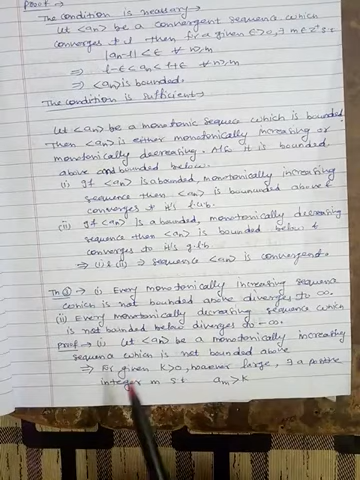 Proof -
The condition is necessary -
Let <an> be a convergent sequence which
converges to l then for a given ε>0, ∃ m ∈ z⁺ s.t
|an-l| < ε ∀ n≥m
⇒ l-ε < an < l+ε ∀ n≥m
⇒ <an> is bounded.
The condition is sufficient -
Let <an> be a monotonic sequence which is bounded.
Then <an> is either monotonically increasing or
monotonically decreasing. Also it is bounded
above and bounded below.
(i) If <an> is a bounded, monotonically increasing
sequence then <an> is bounded above &
converges to it's l.u.b.
(ii) If <an> is a bounded, monotonically decreasing
sequence then <an> is bounded below &
converges to it's g.l.b.
⇒ (i) & (ii) ⇒ sequence <an> is convergent.
Th ② - (i) Every monotonically increasing sequence
which is not bounded above diverges to ∞.
(ii) Every monotonically decreasing sequence which
is not bounded below diverges to -∞.
Proof - (i) Let <an> be a monotonically increasing
sequence which is not bounded above
⇒ For given K>0, however large, ∃ a positive
integer m s.t am > K